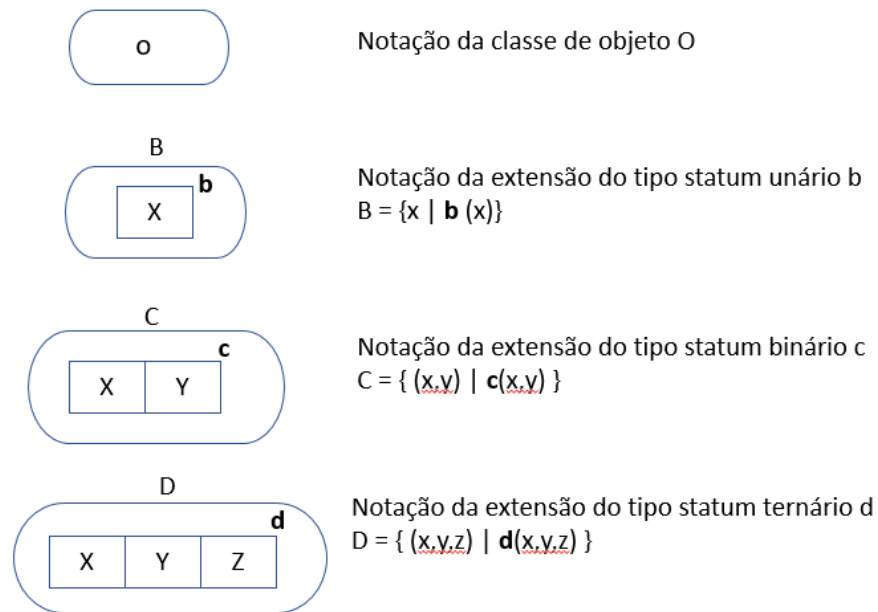 O
Notação da classe de objeto O
B
b
X
Notação da extensão do tipo statum unário b
B = {x | b (x)}
C
c
X Y
Notação da extensão do tipo statum binário c
C = { (x,y) | c(x,y) }
D
d
X Y Z
Notação da extensão do tipo statum ternário d
D = { (x,y,z) | d(x,y,z) }